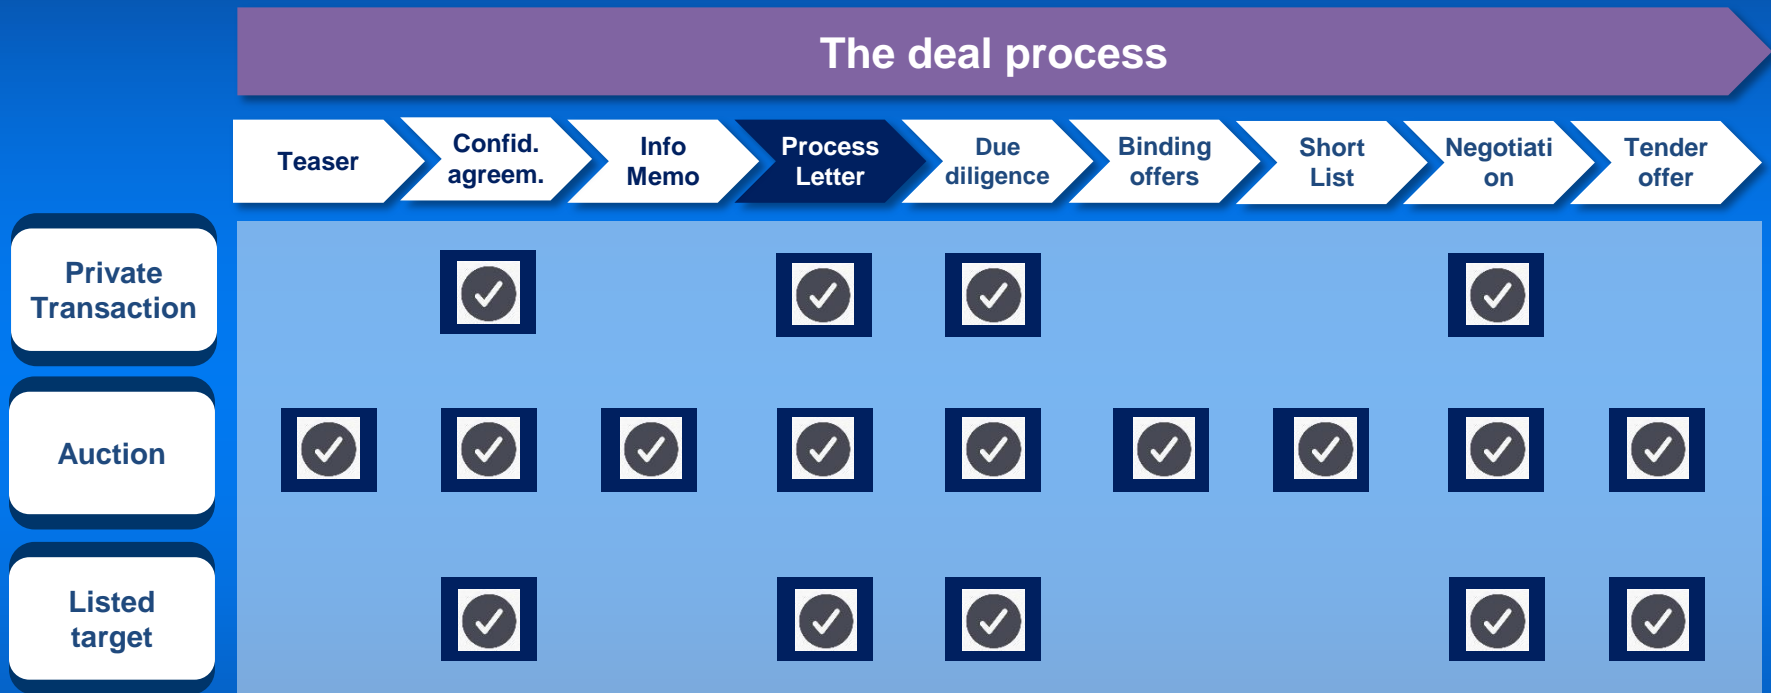 The deal process
Teaser
Confid.
agreem.
Info
Memo
Process
Letter
Due
diligence
Binding
offers
Short
List
Negotiati
on
Tender
offer
Private
Transaction
Auction
Listed
target